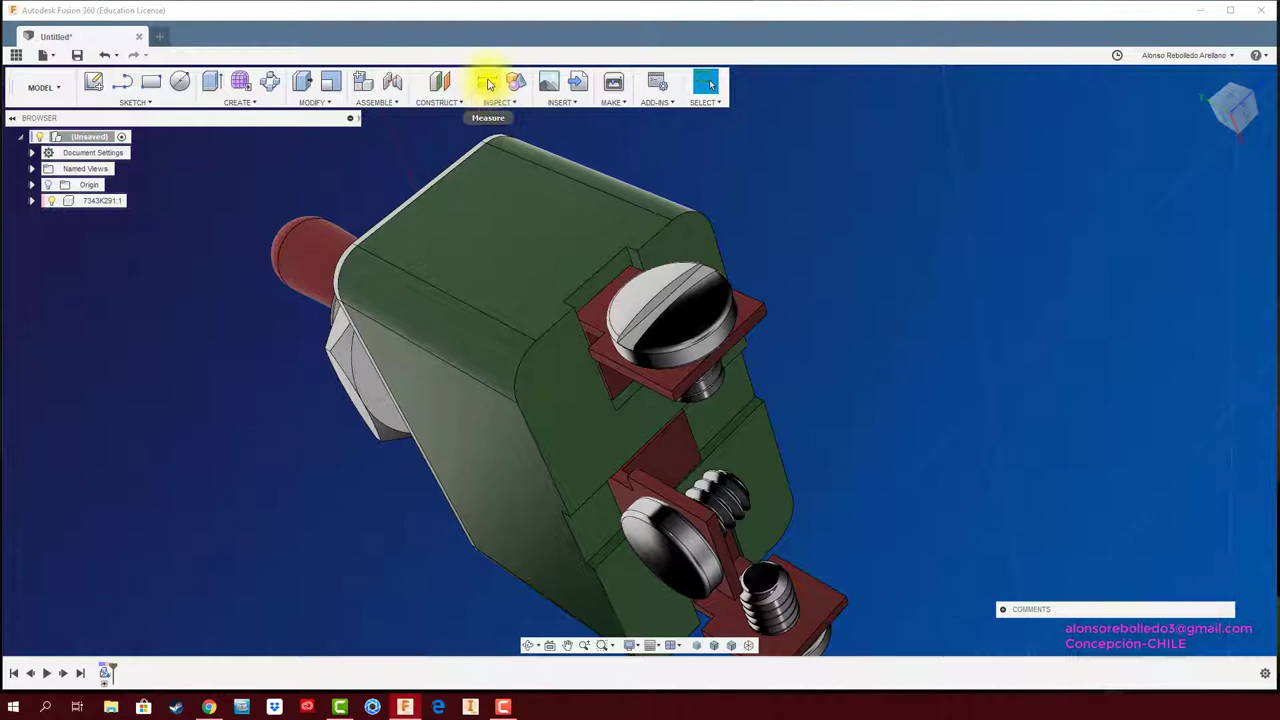 Autodesk Fusion 360 (Education License)
Untitled*
Alonso Rebolledo Arellano
MODEL
SKETCH
CREATE
MODIFY
ASSEMBLE
CONSTRUCT
INSPECT
INSERT
MAKE
ADD-INS
SELECT
BROWSER
Measure
(Unsaved)
Document Settings
Named Views
Origin
7343K291:1
COMMENTS
alonsorebolledo3@gmail.com
Concepción-CHILE